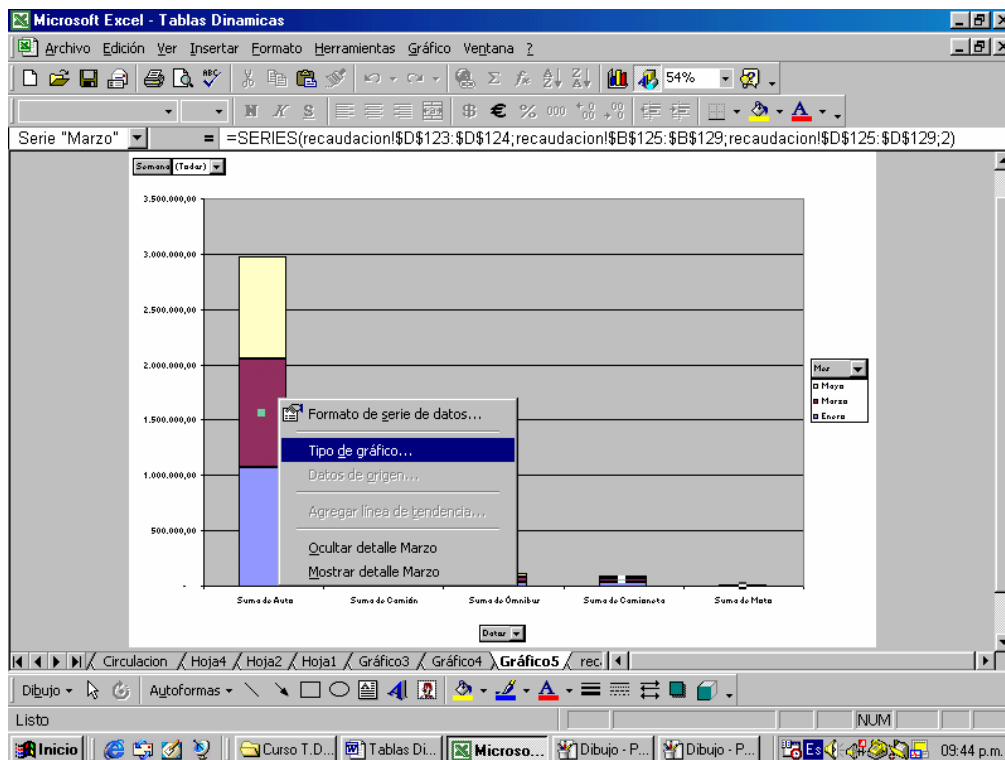 Microsoft Excel - Tablas Dinamicas
Archivo Edición Ver Insertar Formato Herramientas Gráfico Ventana ?
54%
N K S
Serie "Marzo" = =SERIES(recaudacion!$D$123:$D$124;recaudacion!$B$125:$B$129;recaudacion!$D$125:$D$129;2)
Semana (Todas)
3.500.000,00
3.000.000,00
2.500.000,00
2.000.000,00
1.500.000,00
1.000.000,00
500.000,00
-
Mes
Mayo
Marzo
Enero
Formato de serie de datos...
Tipo de gráfico...
Datos de origen...
Agregar línea de tendencia...
Ocultar detalle Marzo
Mostrar detalle Marzo
Suma de Auto Suma de Camión Suma de Ómnibus Suma de Camioneta Suma de Moto
Datos
Circulacion Hoja4 Hoja2 Hoja1 Gráfico3 Gráfico4 Gráfico5 rec
Dibujo Autoformas
Listo NUM
Inicio Curso T.D... Tablas Di... Microso... Dibujo - P... Dibujo - P... Es 09:44 p.m.